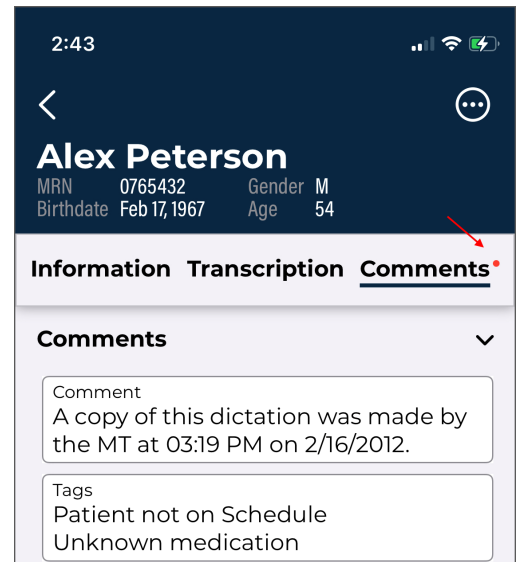 2:43
Alex Peterson
MRN 0765432 Gender M
Birthdate Feb 17, 1967 Age 54
Information Transcription Comments
Comments
Comment
A copy of this dictation was made by
the MT at 03:19 PM on 2/16/2012.
Tags
Patient not on Schedule
Unknown medication